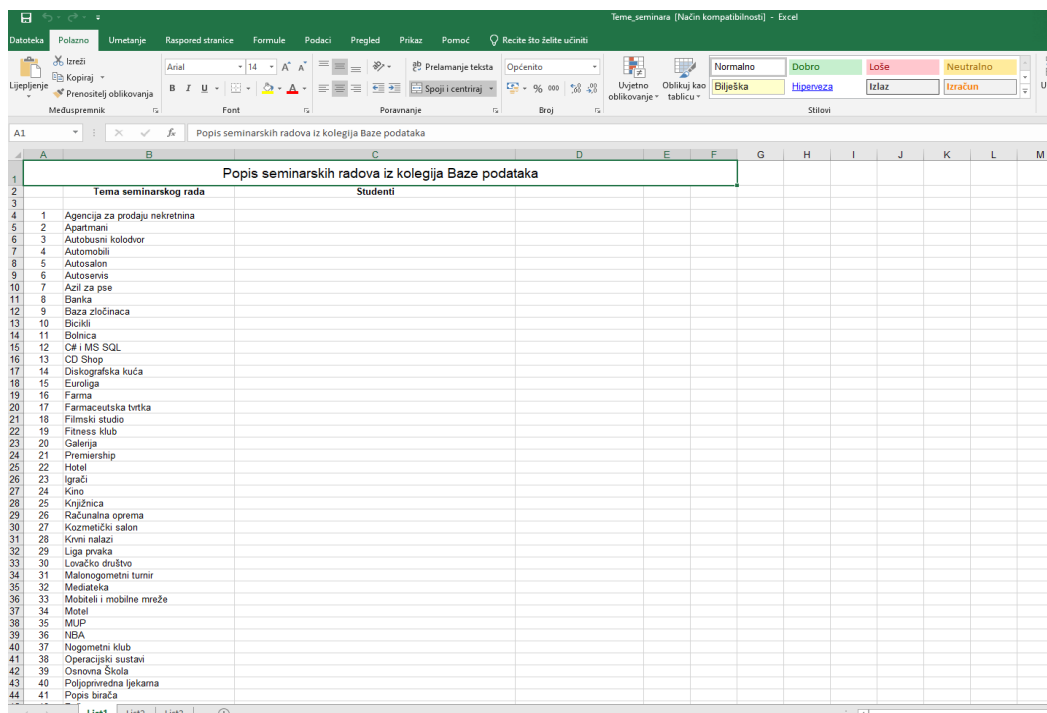 Teme_seminara [Način kompatibilnosti] - Excel
Datoteka Polazno Umetanje Raspored stranice Formule Podaci Pregled Prikaz Pomoć Recite što želite učiniti
Lijepljenje
Izreži
Kopiraj
Prenositelj oblikovanja
Međuspremnik
Arial 14 A A
B I U A
Font
Prelamanje teksta
Spoji i centriraj
Poravnanje
Općenito
% 000
Broj
Uvjetno oblikovanje
Oblikuj kao tablicu
Normalno Dobro Loše Neutralno
Bilješka Hiperveza Izlaz Izračun
Stilovi
A1 fx Popis seminarskih radova iz kolegija Baze podataka
A B C D E F G H I J K L M
1 Popis seminarskih radova iz kolegija Baze podataka
2 Tema seminarskog rada Studenti
3
4 1 Agencija za prodaju nekretnina
5 2 Apartmani
6 3 Autobusni kolodvor
7 4 Automobili
8 5 Autosalon
9 6 Autoservis
10 7 Azil za pse
11 8 Banka
12 9 Baza zločinaca
13 10 Bicikli
14 11 Bolnica
15 12 C# i MS SQL
16 13 CD Shop
17 14 Diskografska kuća
18 15 Euroliga
19 16 Farma
20 17 Farmaceutska tvrtka
21 18 Filmski studio
22 19 Fitness klub
23 20 Galerija
24 21 Premiership
25 22 Hotel
26 23 Igrači
27 24 Kino
28 25 Knjižnica
29 26 Računalna oprema
30 27 Kozmetički salon
31 28 Krvni nalazi
32 29 Liga prvaka
33 30 Lovačko društvo
34 31 Malonogometni turnir
35 32 Mediateka
36 33 Mobiteli i mobilne mreže
37 34 Motel
38 35 MUP
39 36 NBA
40 37 Nogometni klub
41 38 Operacijski sustavi
42 39 Osnovna Škola
43 40 Poljoprivredna ljekarna
44 41 Popis birača
List1 List2 List3